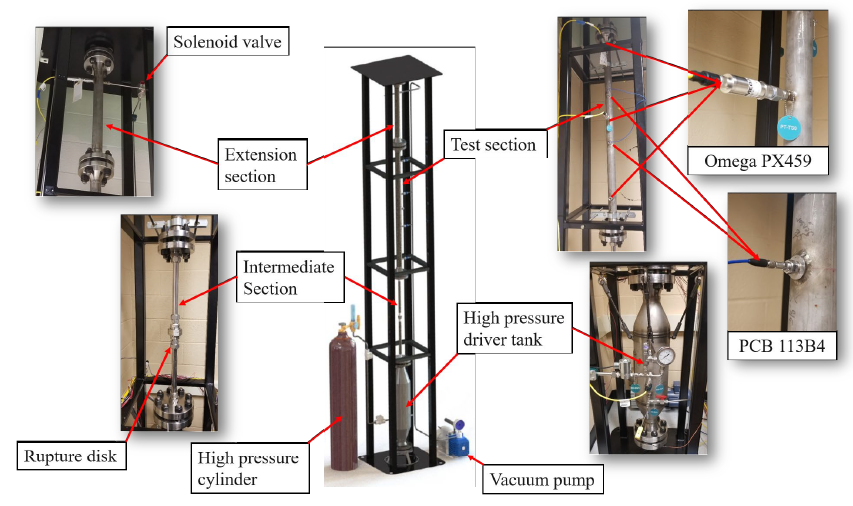 Solenoid valve
Extension
section
Test section
Omega PX459
Intermediate
Section
High pressure
driver tank
PCB 113B4
Rupture disk
High pressure
cylinder
Vacuum pump